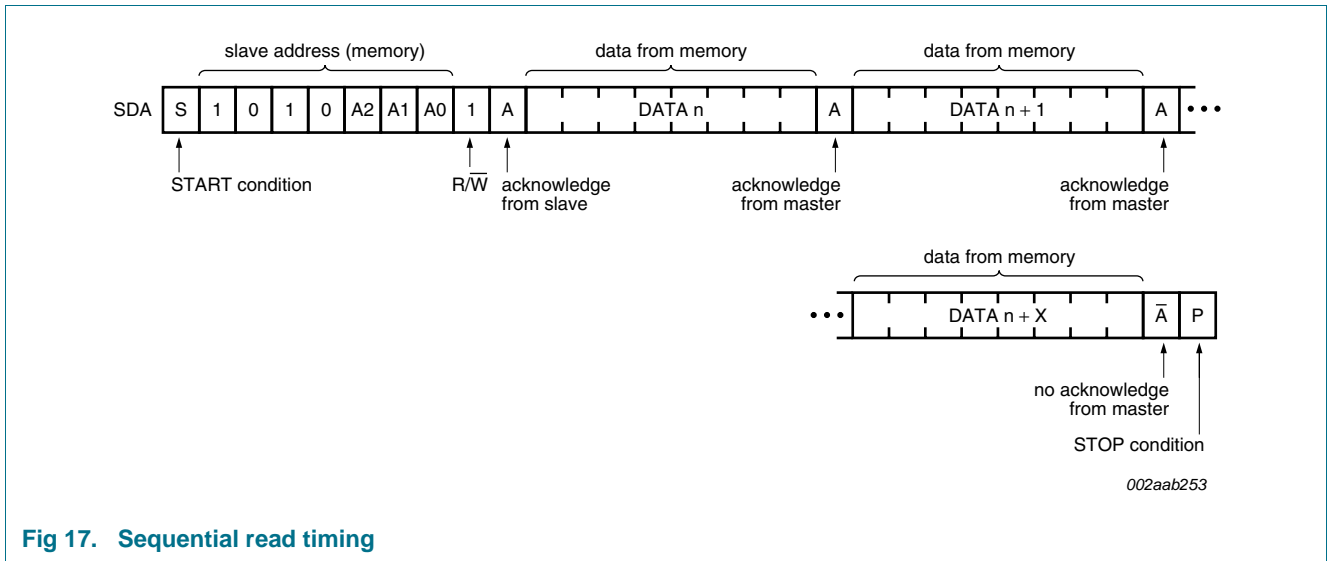 slave address (memory) data from memory data from memory
SDA S 1 0 1 0 A2 A1 A0 1 A DATA n A DATA n + 1 A •••
START condition R/W̅ acknowledge from slave acknowledge from master acknowledge from master
data from memory
••• DATA n + X A̅ P
no acknowledge
from master
STOP condition
002aab253
Fig 17. Sequential read timing